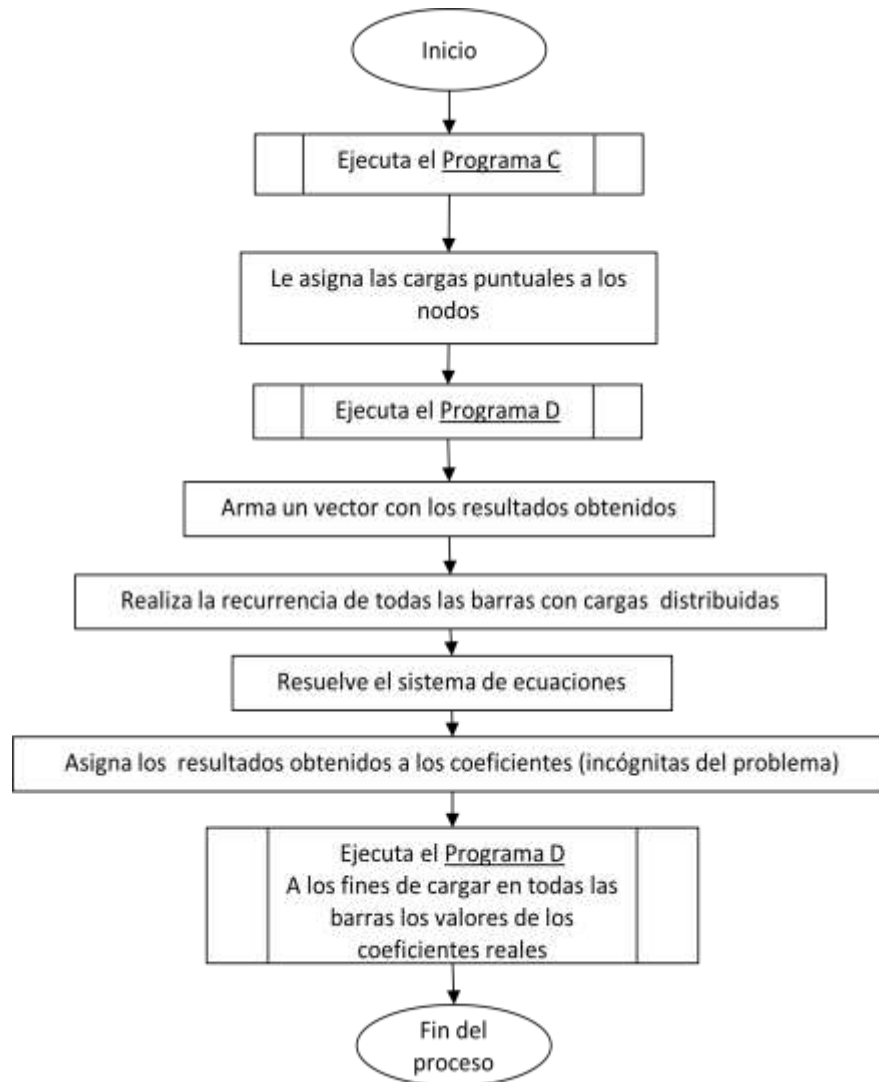 Inicio
Ejecuta el Programa C
Le asigna las cargas puntuales a los
nodos
Ejecuta el Programa D
Arma un vector con los resultados obtenidos
Realiza la recurrencia de todas las barras con cargas distribuidas
Resuelve el sistema de ecuaciones
Asigna los resultados obtenidos a los coeficientes (incógnitas del problema)
Ejecuta el Programa D
A los fines de cargar en todas las
barras los valores de los
coeficientes reales
Fin del
proceso